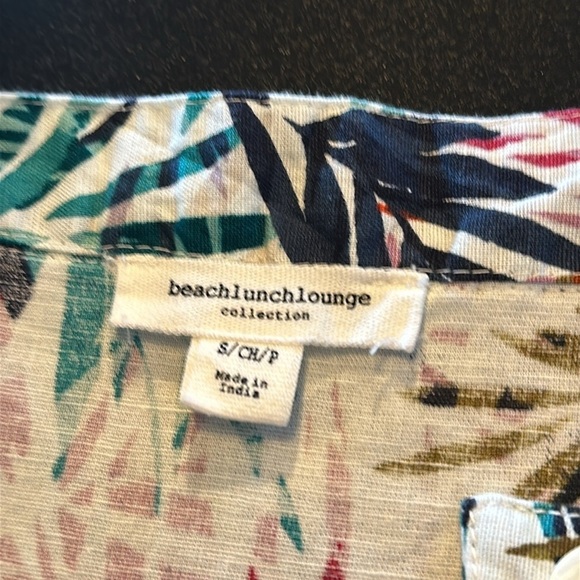 beachlunchlounge
collection
S/CH/P
Made in
India